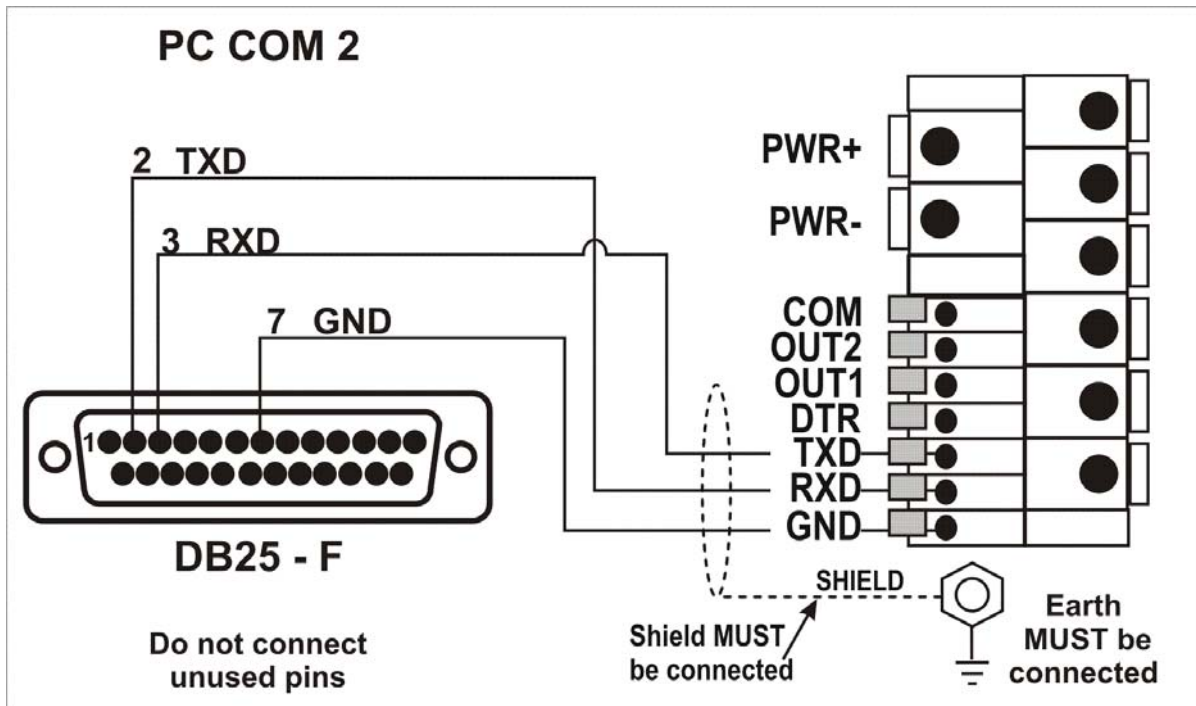 PC COM 2
2 TXD
3 RXD
7 GND
1
DB25 - F
Do not connect
unused pins
PWR+
PWR-
COM
OUT2
OUT1
DTR
TXD
RXD
GND
SHIELD
Shield MUST
be connected
Earth
MUST be
connected